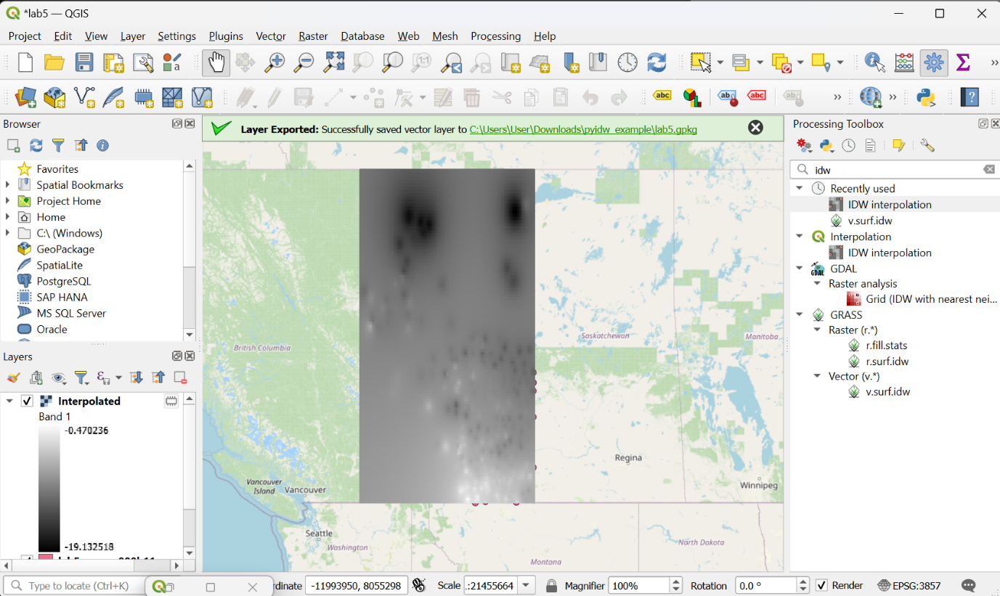 *lab5 — QGIS
Project Edit View Layer Settings Plugins Vector Raster Database Web Mesh Processing Help
Browser
Favorites
Spatial Bookmarks
Project Home
Home
C:\ (Windows)
GeoPackage
SpatiaLite
PostgreSQL
SAP HANA
MS SQL Server
Oracle
Layers
Interpolated
Band 1
-0.470236
-19.132518
Layer Exported: Successfully saved vector layer to C:\Users\User\Downloads\pyidw_example\lab5.gpkg
British Columbia
Saskatchewan
Manitoba
Regina
Winnipeg
Vancouver
Island
Vancouver
Seattle
Washington
Montana
North Dakota
Processing Toolbox
idw
Recently used
IDW interpolation
v.surf.idw
Interpolation
IDW interpolation
GDAL
Raster analysis
Grid (IDW with nearest nei...
GRASS
Raster (r.*)
r.fill.stats
r.surf.idw
Vector (v.*)
v.surf.idw
Type to locate (Ctrl+K) rdinate -11993950, 8055298 Scale .:21455664 Magnifier 100% Rotation 0.0 ° Render EPSG:3857